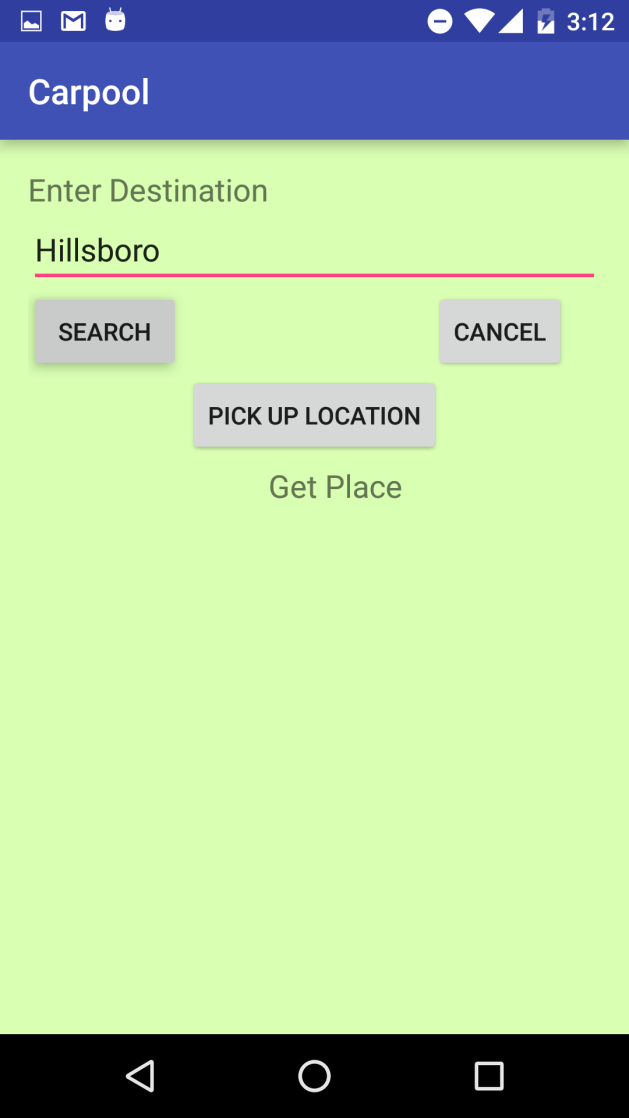 3:12
Carpool
Enter Destination
Hillsboro
SEARCH
CANCEL
PICK UP LOCATION
Get Place